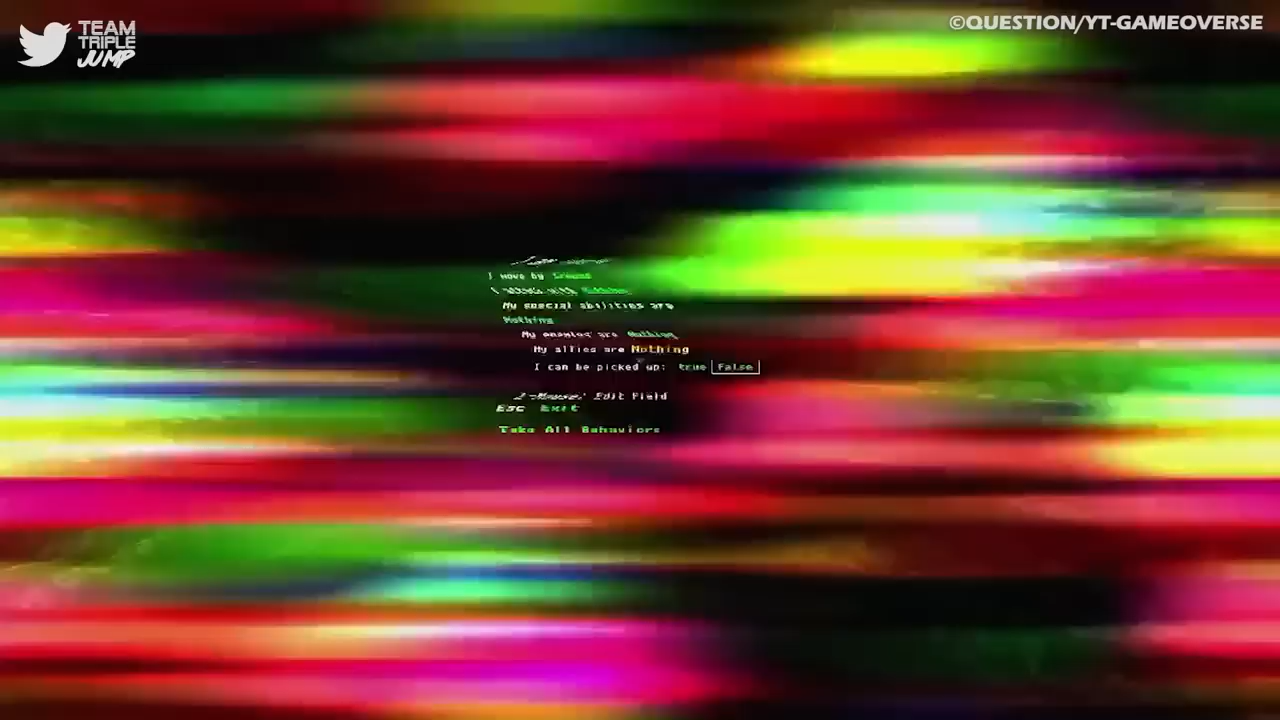 TEAM
TRIPLE
JUMP
©QUESTION/YT-GAMEOVERSE
I move by Ground
I attack with
My special abilities are
Nothing
My enemies are Nothing
My allies are Nothing
I can be picked up: true False
Edit Field
Esc Exit
Take All Behaviors